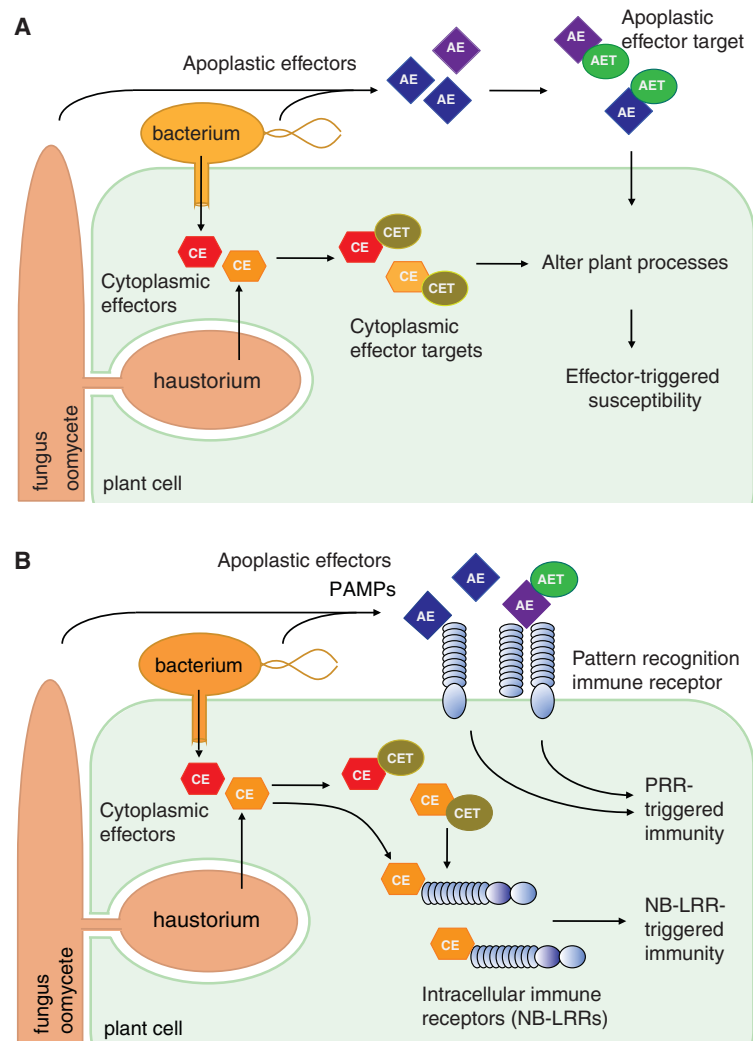 A
Apoplastic
effector target
Apoplastic effectors
AE
AE
AE
AE
AET
AET
AE
bacterium
CE
CE
CET
CE
CE
CET
Alter plant processes
Cytoplasmic
effectors
Cytoplasmic
effector targets
haustorium
Effector-triggered
susceptibility
fungus
oomycete
plant cell
B
Apoplastic effectors
PAMPs
AE
AE
AET
AE
bacterium
Pattern recognition
immune receptor
CE
CE
CET
CE
CE
CET
Cytoplasmic
effectors
PRR-
triggered
immunity
CE
haustorium
CE
NB-LRR-
triggered
immunity
Intracellular immune
receptors (NB-LRRs)
fungus
oomycete
plant cell